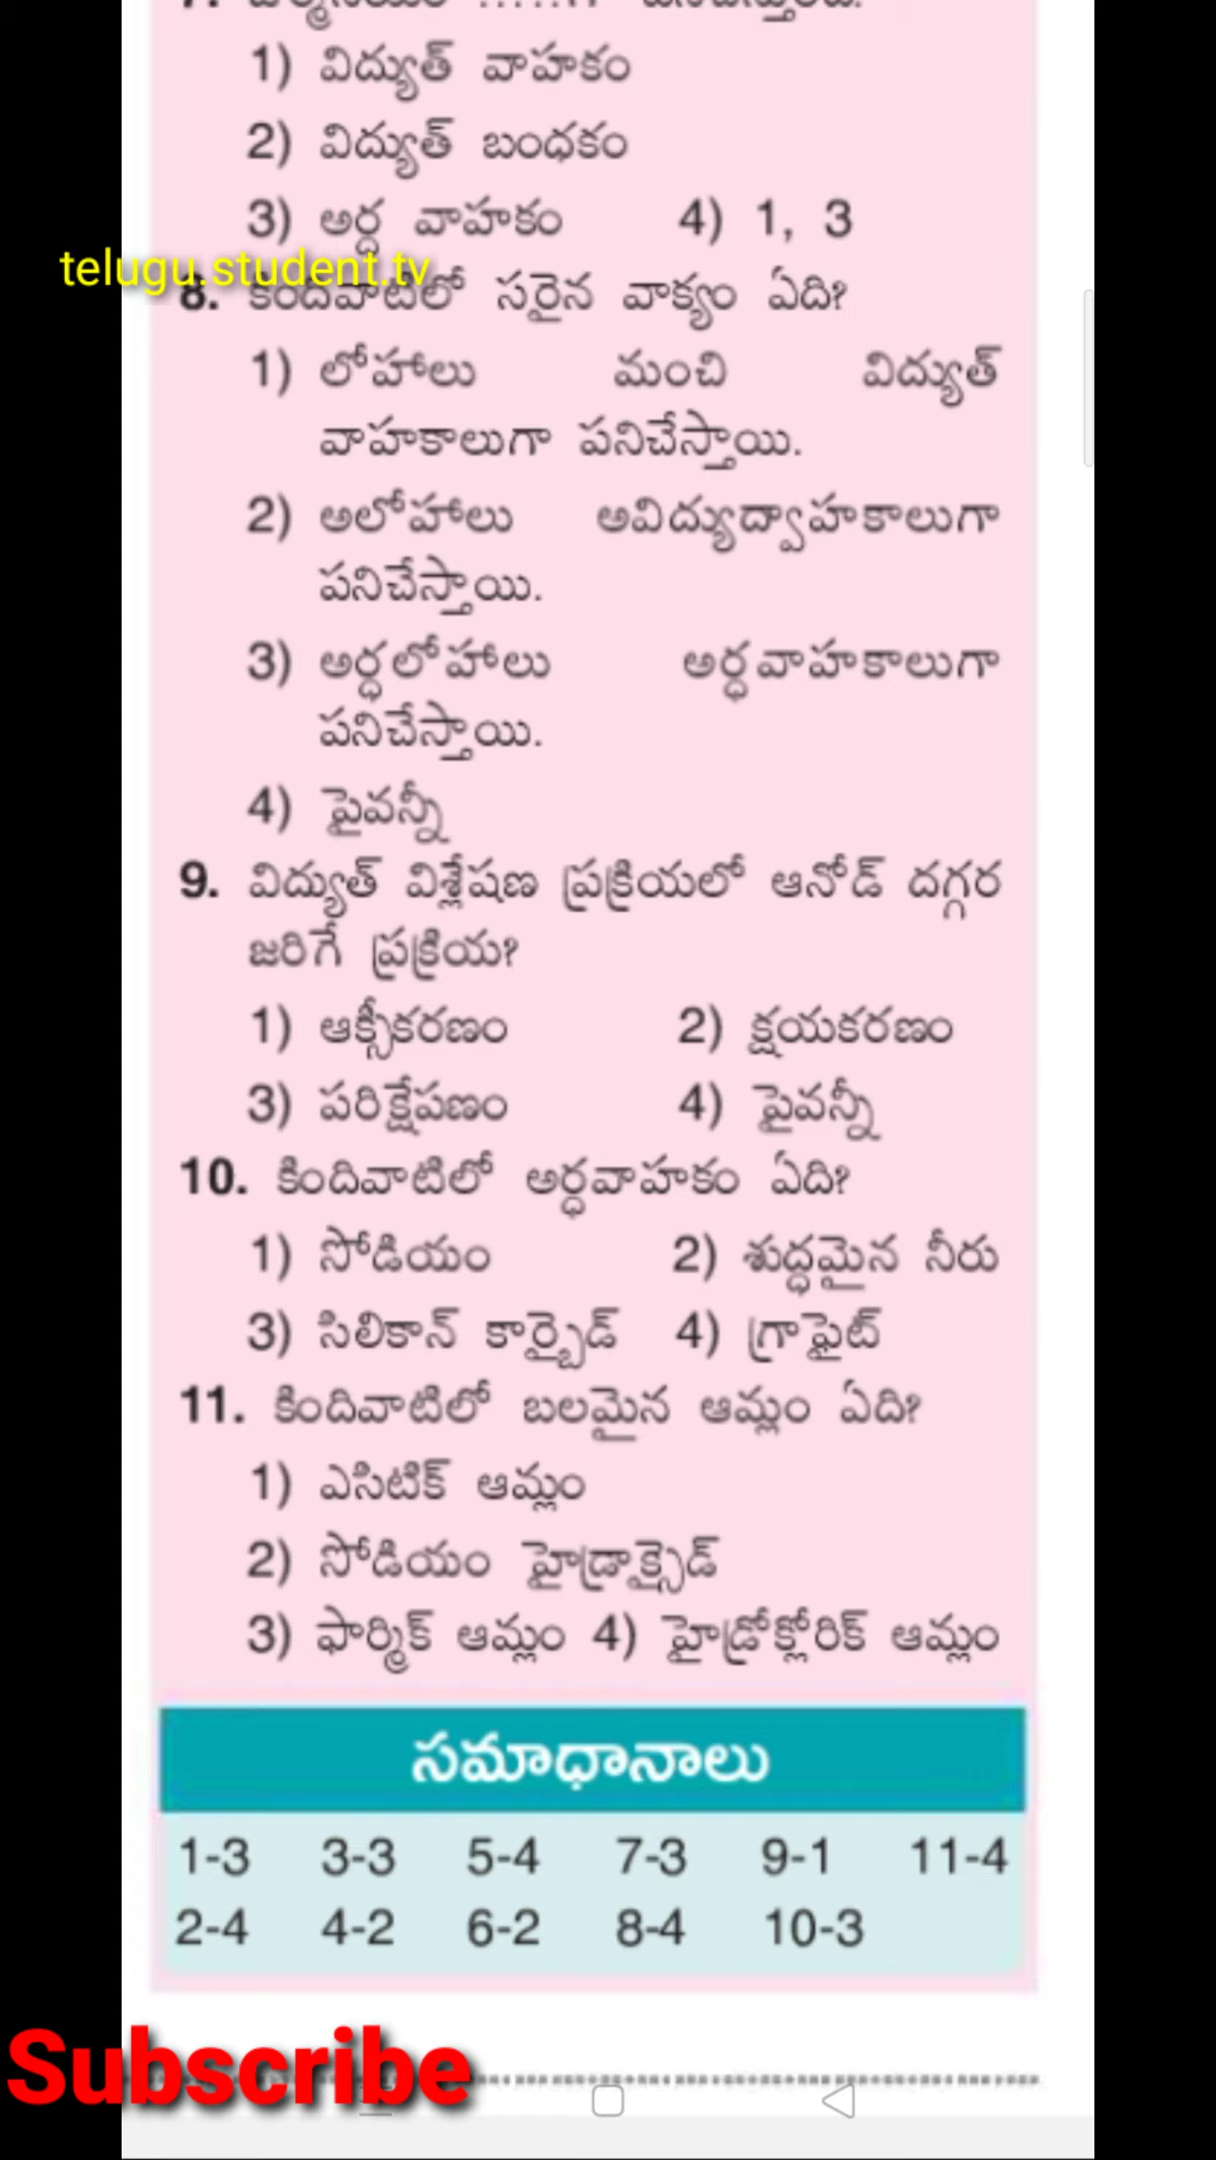 7.
1) విద్యుత్ వాహకం
2) విద్యుత్ బంధకం
3) అర్ధ వాహకం 4) 1, 3
telugu.student.tv
8. కిందివాటిలో సరైన వాక్యం ఏది?
1) లోహాలు మంచి విద్యుత్
వాహకాలుగా పనిచేస్తాయి.
2) అలోహాలు అవిద్యుద్వాహకాలుగా
పనిచేస్తాయి.
3) అర్ధలోహాలు అర్ధవాహకాలుగా
పనిచేస్తాయి.
4) పైవన్నీ
9. విద్యుత్ విశ్లేషణ ప్రక్రియలో ఆనోడ్ దగ్గర
జరిగే ప్రక్రియ?
1) ఆక్సీకరణం 2) క్షయకరణం
3) పరిక్షేపణం 4) పైవన్నీ
10. కిందివాటిలో అర్ధవాహకం ఏది?
1) సోడియం 2) శుద్ధమైన నీరు
3) సిలికాన్ కార్బైడ్ 4) గ్రాఫైట్
11. కిందివాటిలో బలమైన ఆమ్లం ఏది?
1) ఎసిటిక్ ఆమ్లం
2) సోడియం హైడ్రాక్సైడ్
3) ఫార్మిక్ ఆమ్లం 4) హైడ్రోక్లోరిక్ ఆమ్లం
సమాధానాలు
1-3 3-3 5-4 7-3 9-1 11-4
2-4 4-2 6-2 8-4 10-3
Subscribe